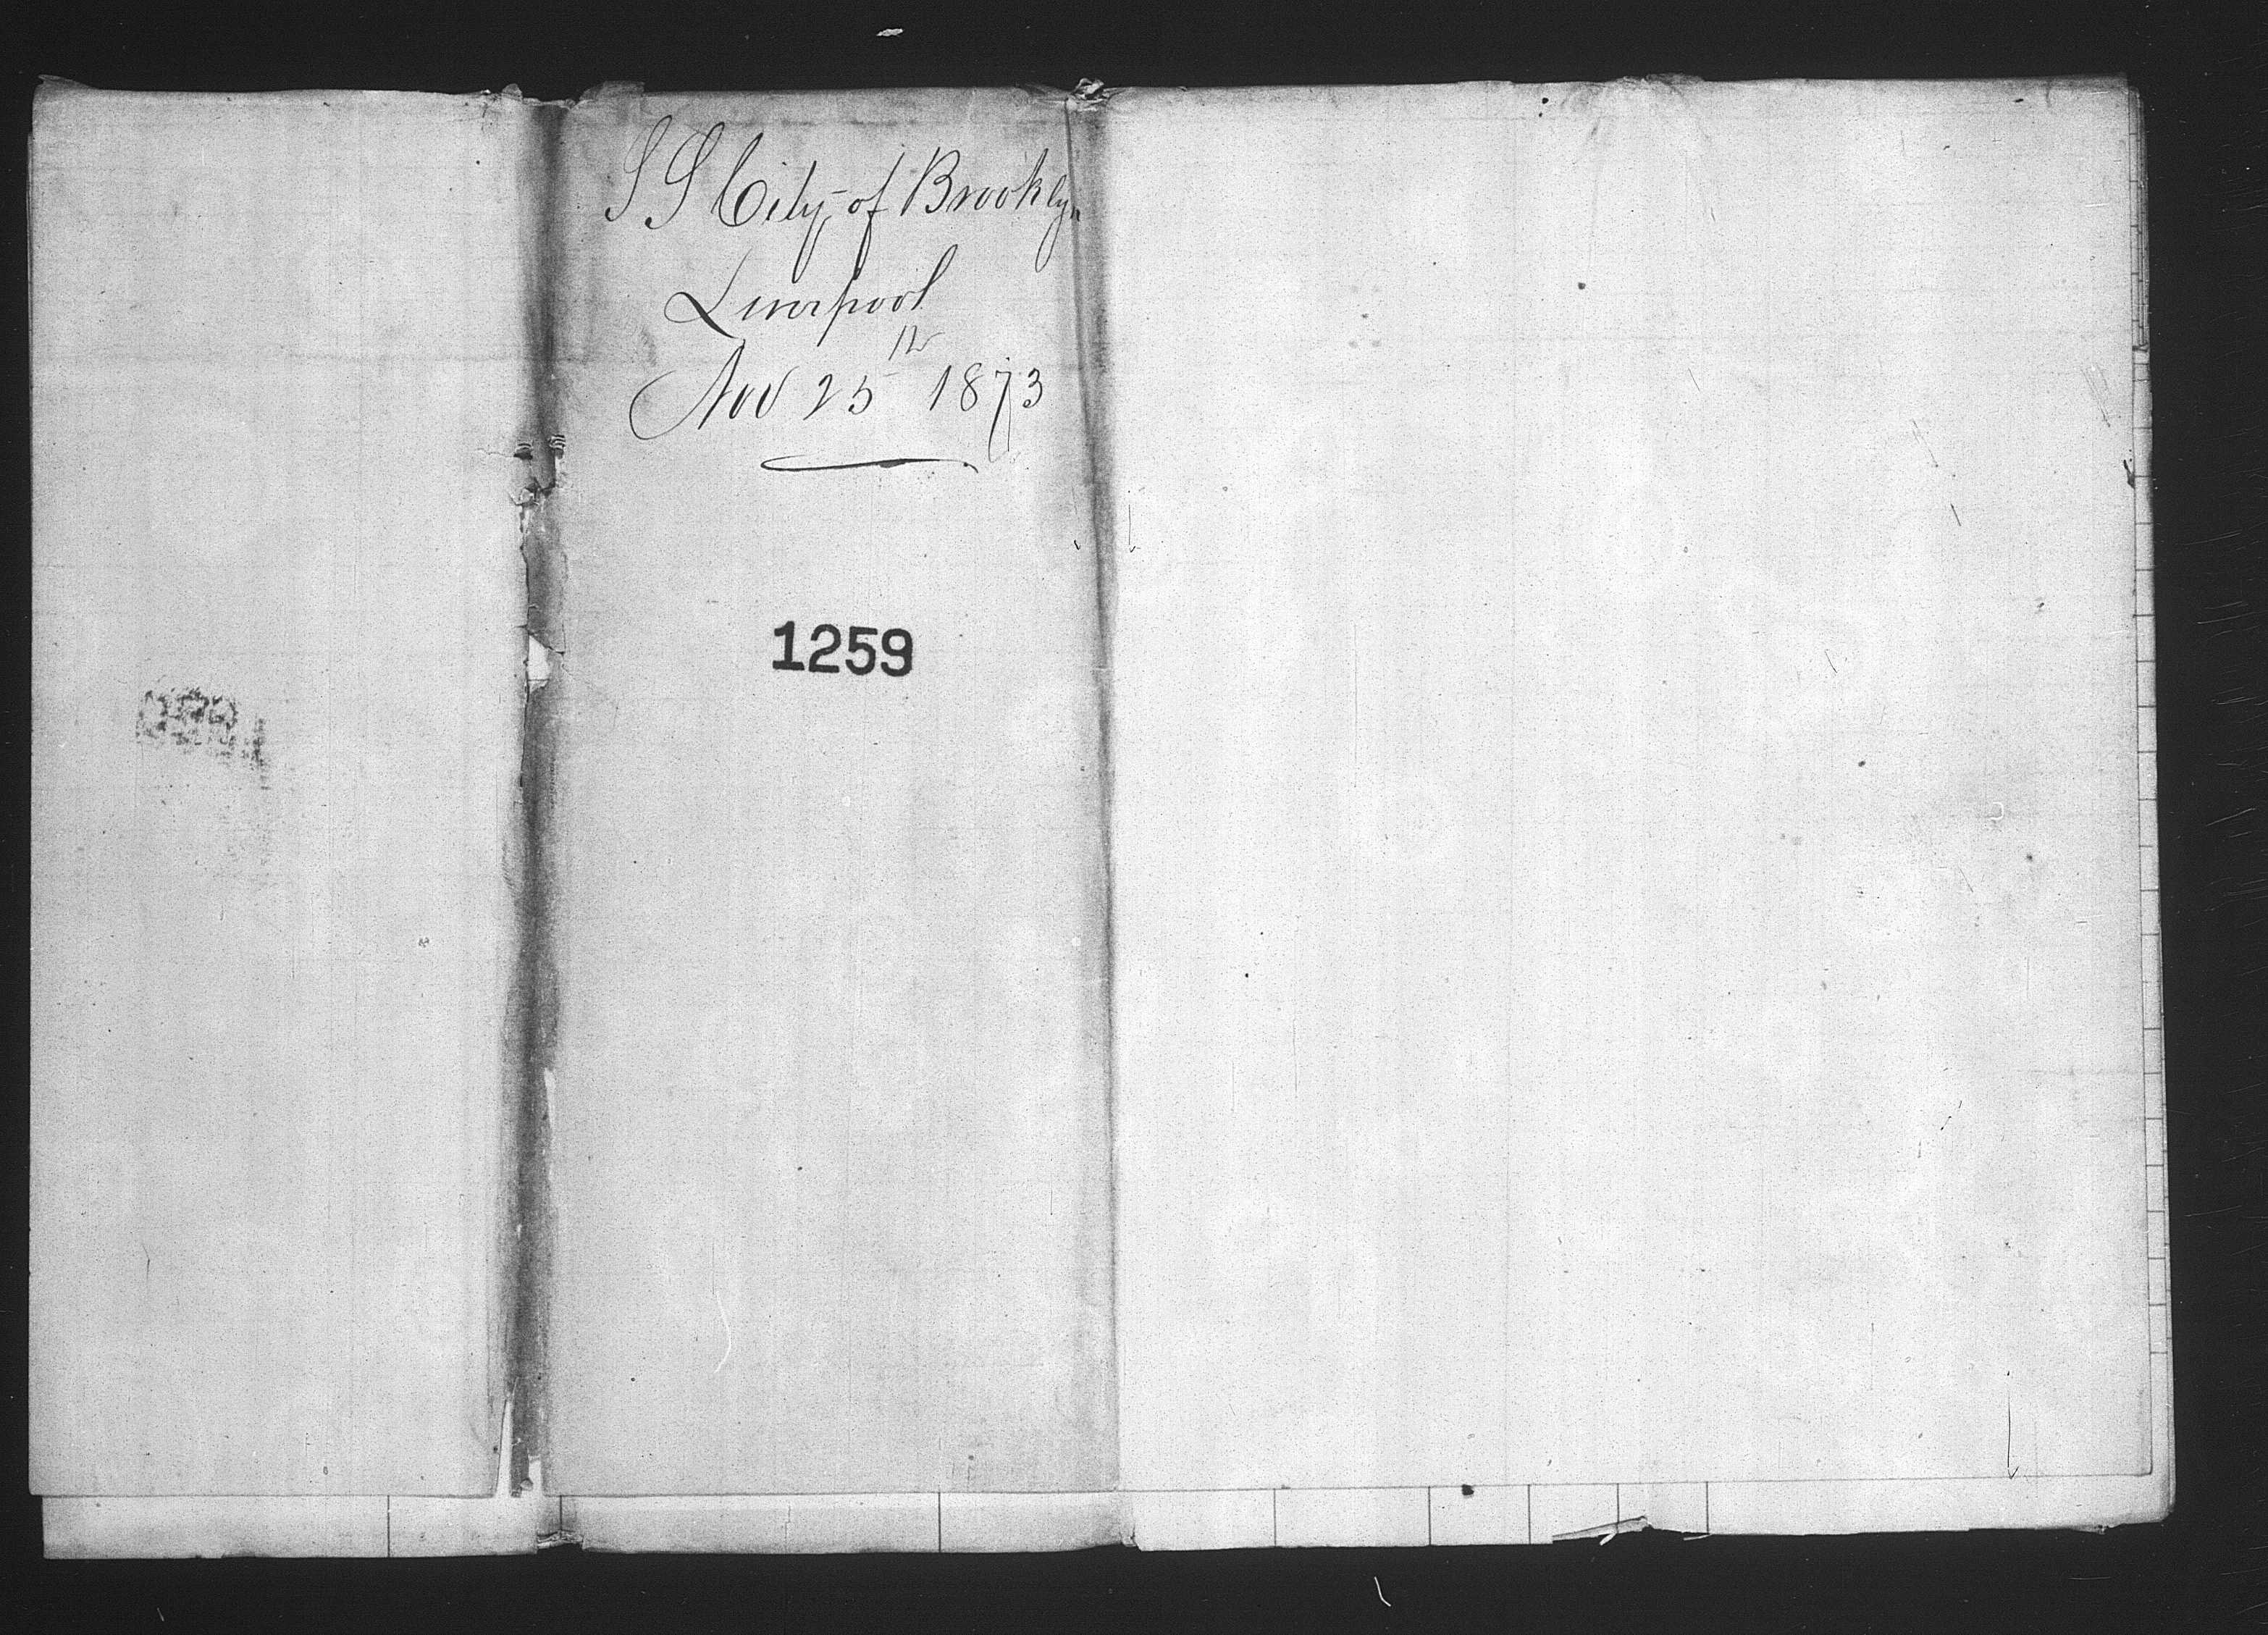 S S City of Brooklyn
Liverpool
Nov 25th 1873
1259